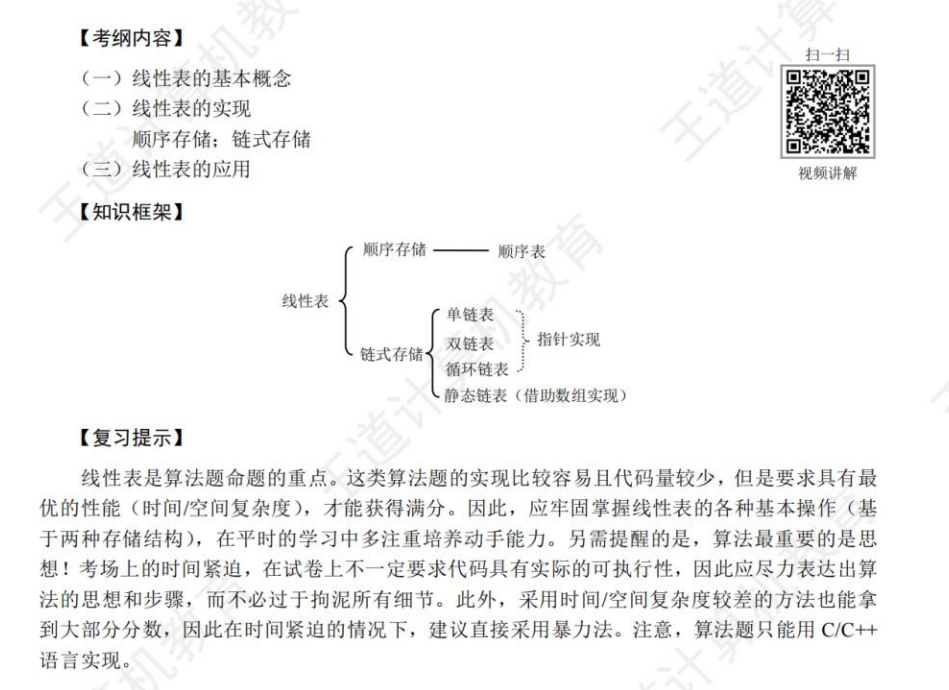 【考纲内容】
扫一扫
（一）线性表的基本概念
（二）线性表的实现
顺序存储；链式存储
（三）线性表的应用
视频讲解
【知识框架】
顺序存储
顺序表
线性表
单链表
双链表
指针实现
链式存储
循环链表
静态链表（借助数组实现）
【复习提示】
线性表是算法题命题的重点。这类算法题的实现比较容易且代码量较少，但是要求具有最
优的性能（时间/空间复杂度），才能获得满分。因此，应牢固掌握线性表的各种基本操作（基
于两种存储结构），在平时的学习中多注重培养动手能力。另需提醒的是，算法最重要的是思
想！考场上的时间紧迫，在试卷上不一定要求代码具有实际的可执行性，因此应尽力表达出算
法的思想和步骤，而不必过于拘泥所有细节。此外，采用时间/空间复杂度较差的方法也能拿
到大部分分数，因此在时间紧迫的情况下，建议直接采用暴力法。注意，算法题只能用 C/C++
语言实现。
王道计算机教育